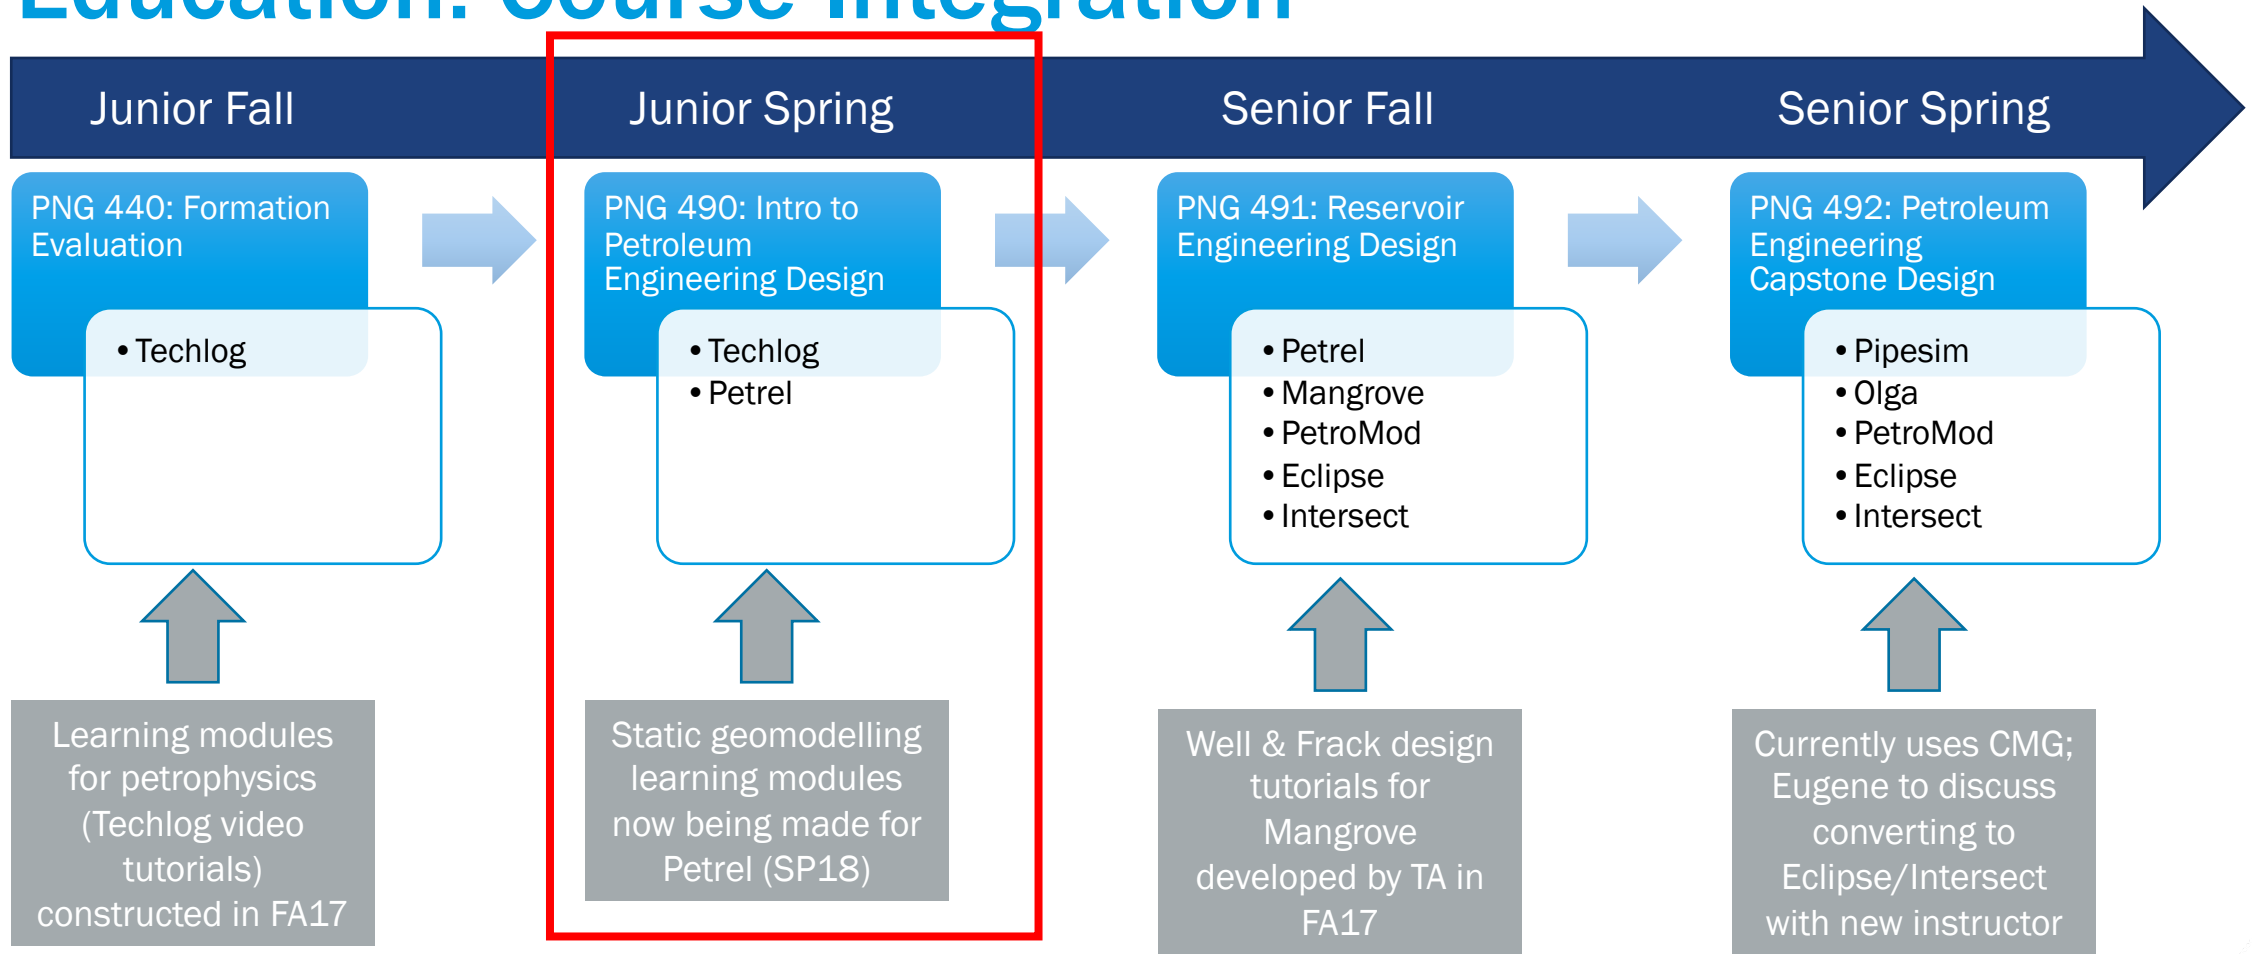 Education: Course Integration
Junior Fall
Junior Spring
Senior Fall
Senior Spring
PNG 440: Formation
Evaluation
• Techlog
Learning modules
for petrophysics
(Techlog video
tutorials)
constructed in FA17
PNG 490: Intro to
Petroleum
Engineering Design
• Techlog
• Petrel
Static geomodelling
learning modules
now being made for
Petrel (SP18)
PNG 491: Reservoir
Engineering Design
• Petrel
• Mangrove
• PetroMod
• Eclipse
• Intersect
Well & Frack design
tutorials for
Mangrove
developed by TA in
FA17
PNG 492: Petroleum
Engineering
Capstone Design
• Pipesim
• Olga
• PetroMod
• Eclipse
• Intersect
Currently uses CMG;
Eugene to discuss
converting to
Eclipse/Intersect
with new instructor